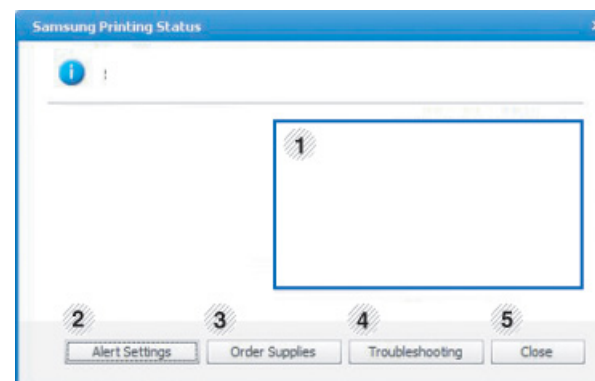 Samsung Printing Status
1
2
3
4
5
Alert Settings
Order Supplies
Troubleshooting
Close